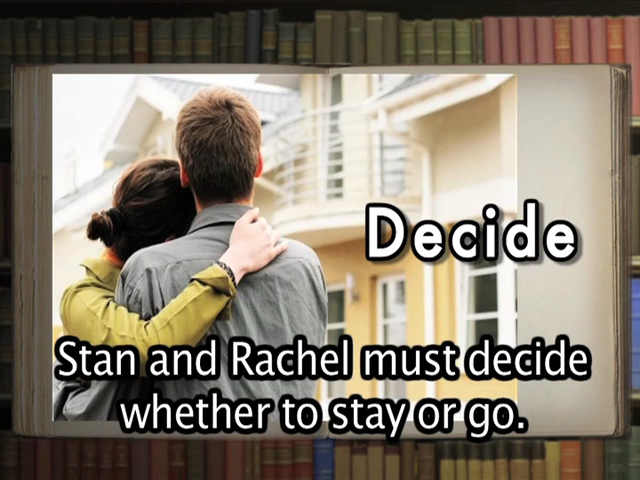 Decide
Stan and Rachel must decide
whether to stay or go.